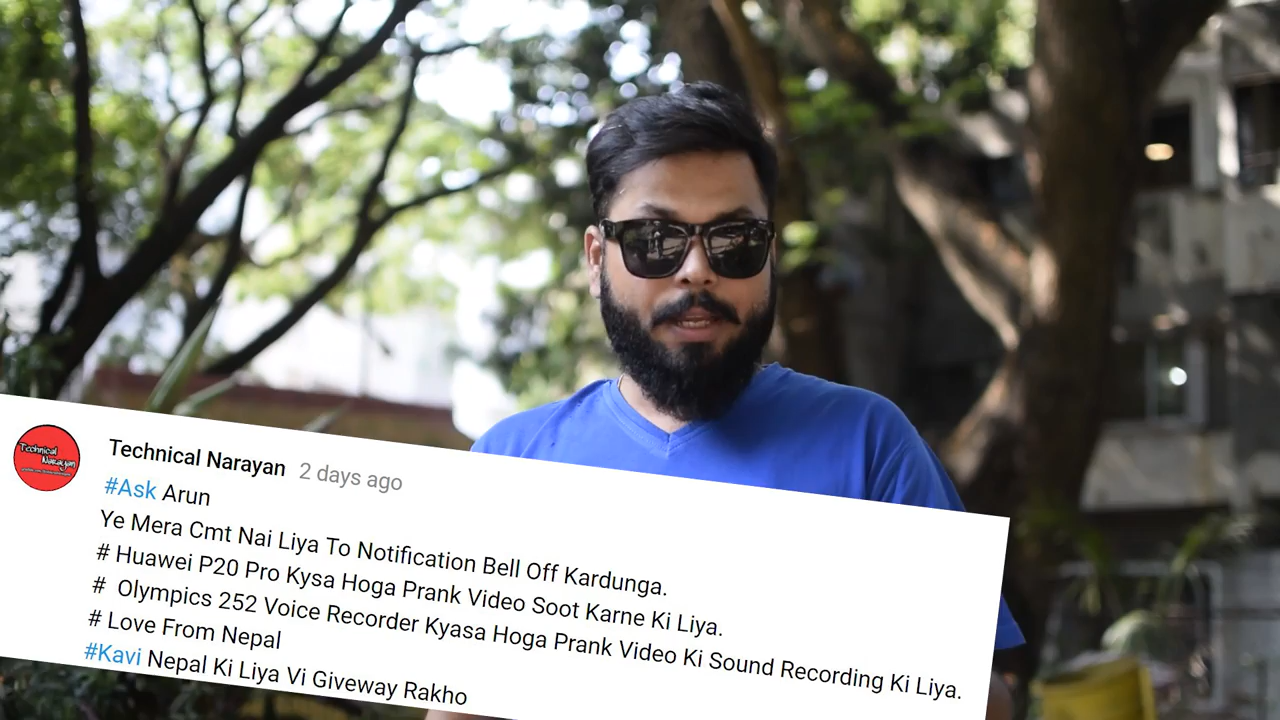 Technical Narayan
Technical Narayan 2 days ago
#Ask Arun
Ye Mera Cmt Nai Liya To Notification Bell Off Kardunga.
# Huawei P20 Pro Kysa Hoga Prank Video Soot Karne Ki Liya.
# Olympics 252 Voice Recorder Kyasa Hoga Prank Video Ki Sound Recording Ki Liya.
# Love From Nepal
#Kavi Nepal Ki Liya Vi Giveway Rakho